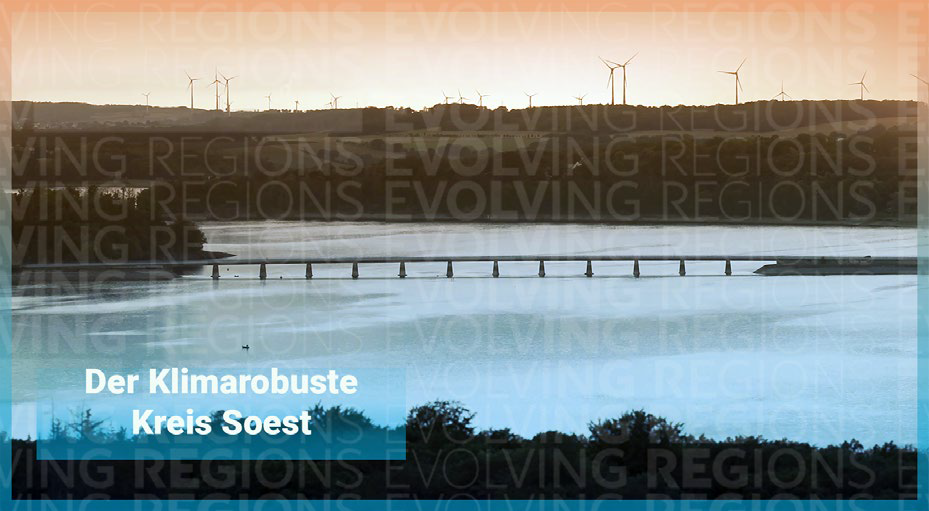 EVOLVING REGIONS
Der Klimarobuste
Kreis Soest